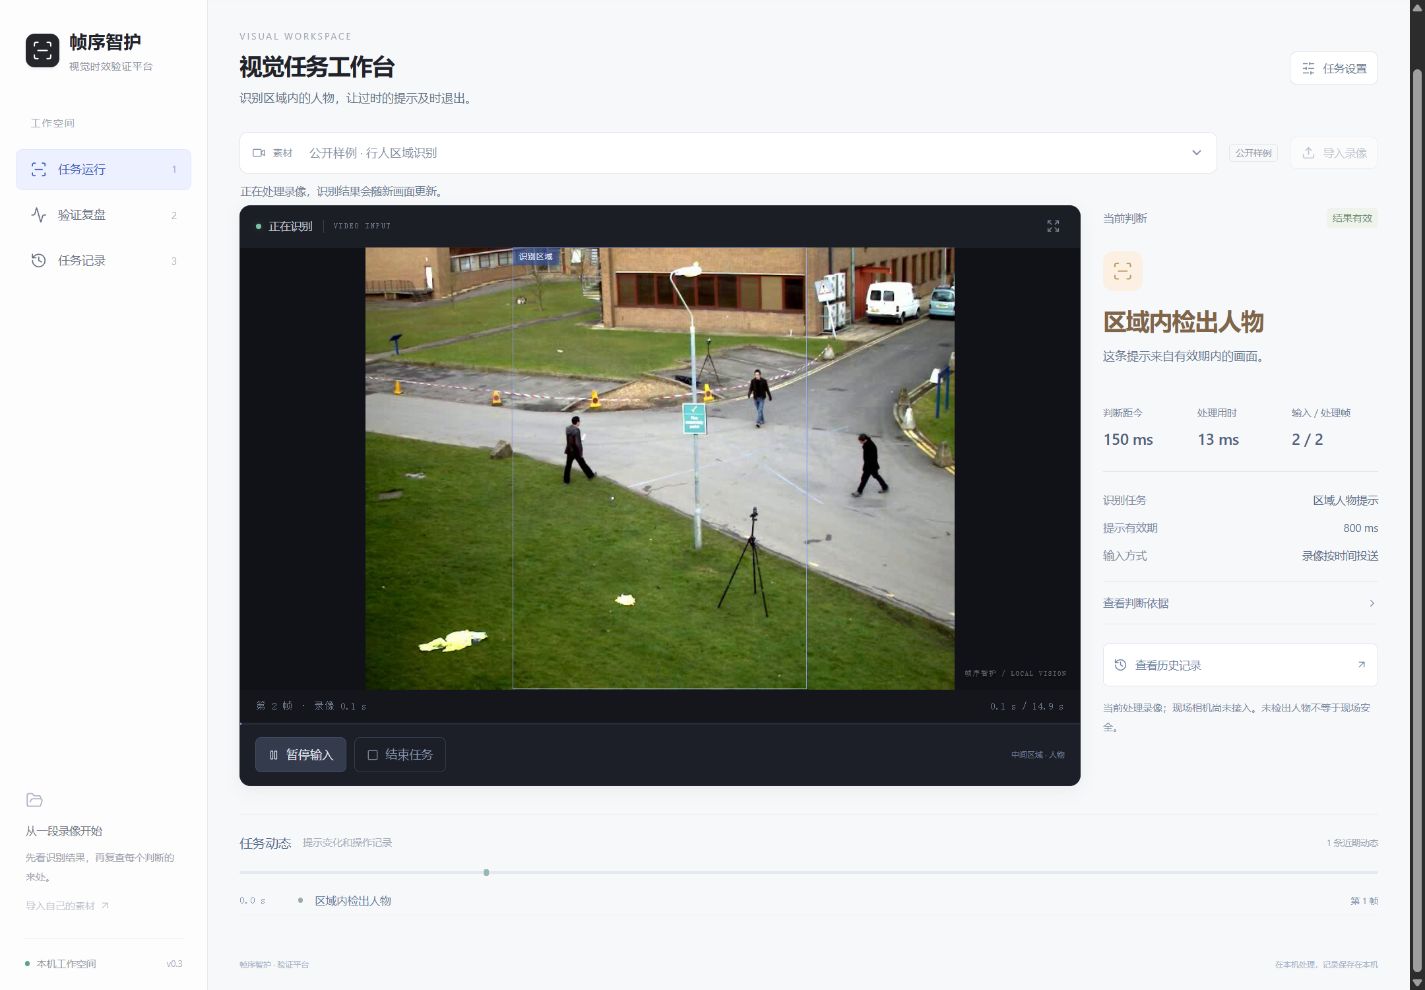 帧序智护
视觉时效验证平台
工作空间
任务运行 1
验证复盘 2
任务记录 3
从一段录像开始
先看识别结果，再复查每个判断的
来处。
导入自己的素材
本机工作空间 v0.3
VISUAL WORKSPACE
视觉任务工作台
识别区域内的人物，让过时的提示及时退出。
任务设置
素材 公开样例 · 行人区域识别
公开样例
导入录像
正在处理录像，识别结果会随新画面更新。
正在识别 VIDEO INPUT
识别区域
帧序智护 / LOCAL VISION
第 2 帧 · 录像 0.1 s
0.1 s / 14.9 s
暂停输入
结束任务
中间区域 · 人物
当前判断 结果有效
区域内检出人物
这条提示来自有效期内的画面。
判断距今 处理用时 输入 / 处理帧
150 ms 13 ms 2 / 2
识别任务 区域人物提示
提示有效期 800 ms
输入方式 录像按时间投送
查看判断依据
查看历史记录
当前处理录像；现场相机尚未接入。未检出人物不等于现场安
全。
任务动态 提示变化和操作记录 1 条近期动态
0.0 s 区域内检出人物 第 1 帧
帧序智护 · 验证平台
在本机处理，记录保存在本机